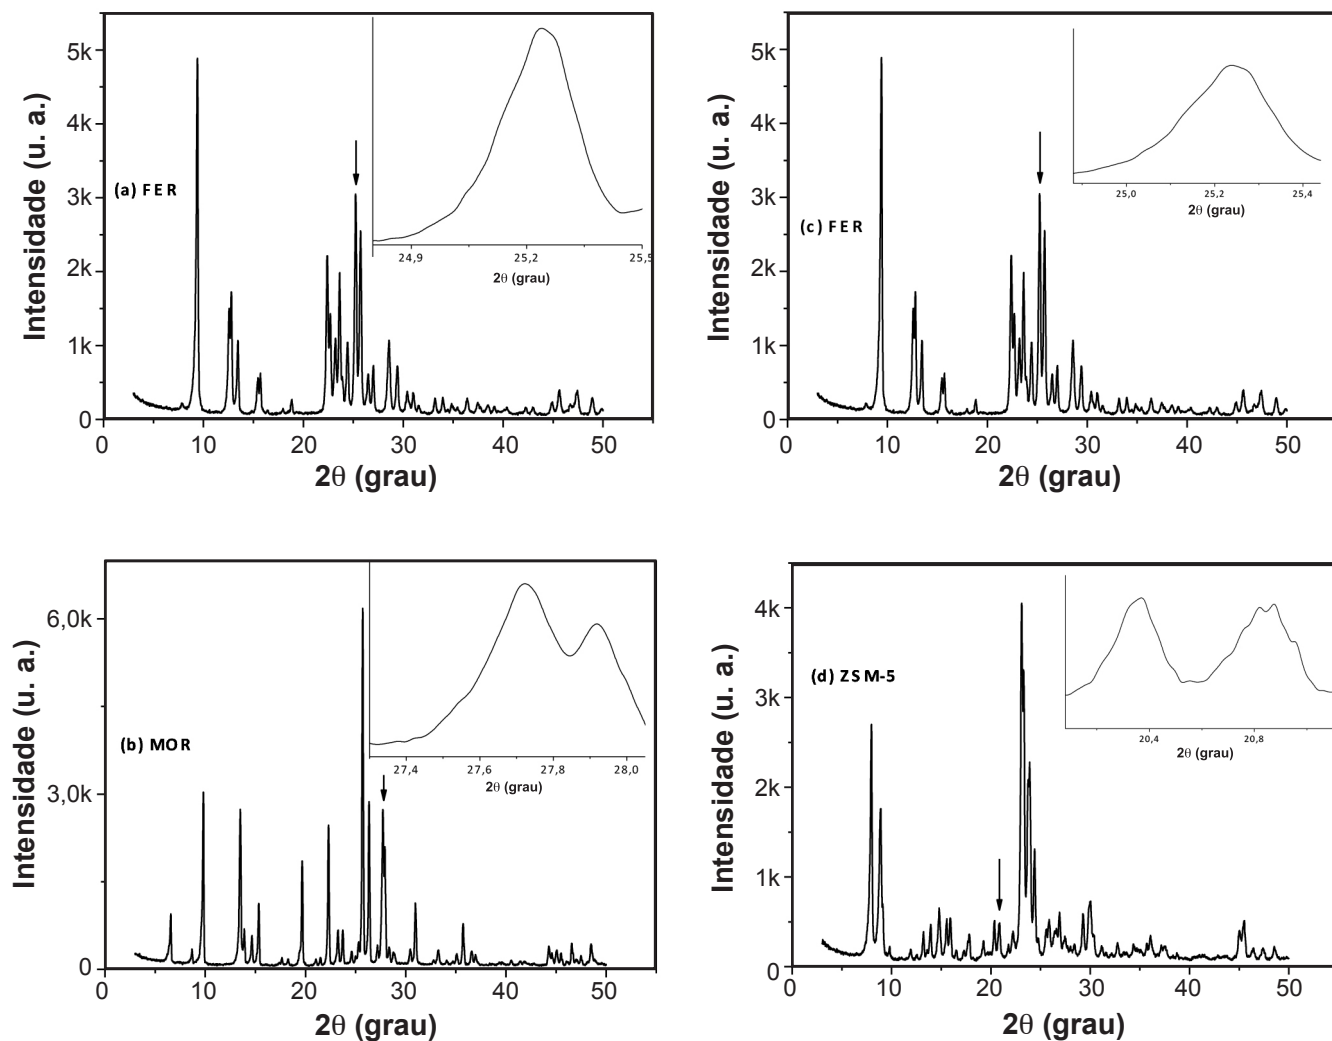 5k
4k
3k
2k
1k
0
Intensidade (u. a.)
(a) FER
24,9 25,2 25,5
2θ (grau)
0 10 20 30 40 50
2θ (grau)
5k
4k
3k
2k
1k
0
Intensidade (u. a.)
(c) FER
25,0 25,2 25,4
2θ (grau)
0 10 20 30 40 50
2θ (grau)
6,0k
3,0k
0
Intensidade (u. a.)
(b) MOR
27,4 27,6 27,8 28,0
2θ (grau)
0 10 20 30 40 50
2θ (grau)
4k
3k
2k
1k
0
Intensidade (u. a.)
(d) ZSM-5
20,4 20,8
2θ (grau)
0 10 20 30 40 50
2θ (grau)